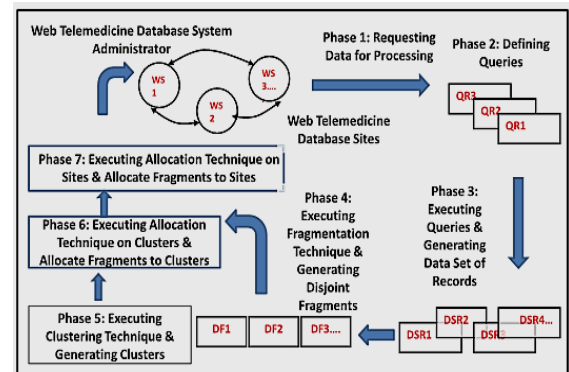 Web Telemedicine Database System
Administrator
WS
1
WS
2
WS
3....
Web Telemedicine
Database Sites
Phase 1: Requesting
Data for Processing
Phase 2: Defining
Queries
QR3
QR2
QR1
Phase 3:
Executing
Queries &
Generating
Data Set of
Records
DSR1
DSR2
DSR3
DSR4...
Phase 4:
Executing
Fragmentation
Technique &
Generating
Disjoint
Fragments
DF1
DF2
DF3....
Phase 5: Executing
Clustering Technique &
Generating Clusters
Phase 6: Executing Allocation
Technique on Clusters &
Allocate Fragments to Clusters
Phase 7: Executing Allocation Technique on
Sites & Allocate Fragments to Sites